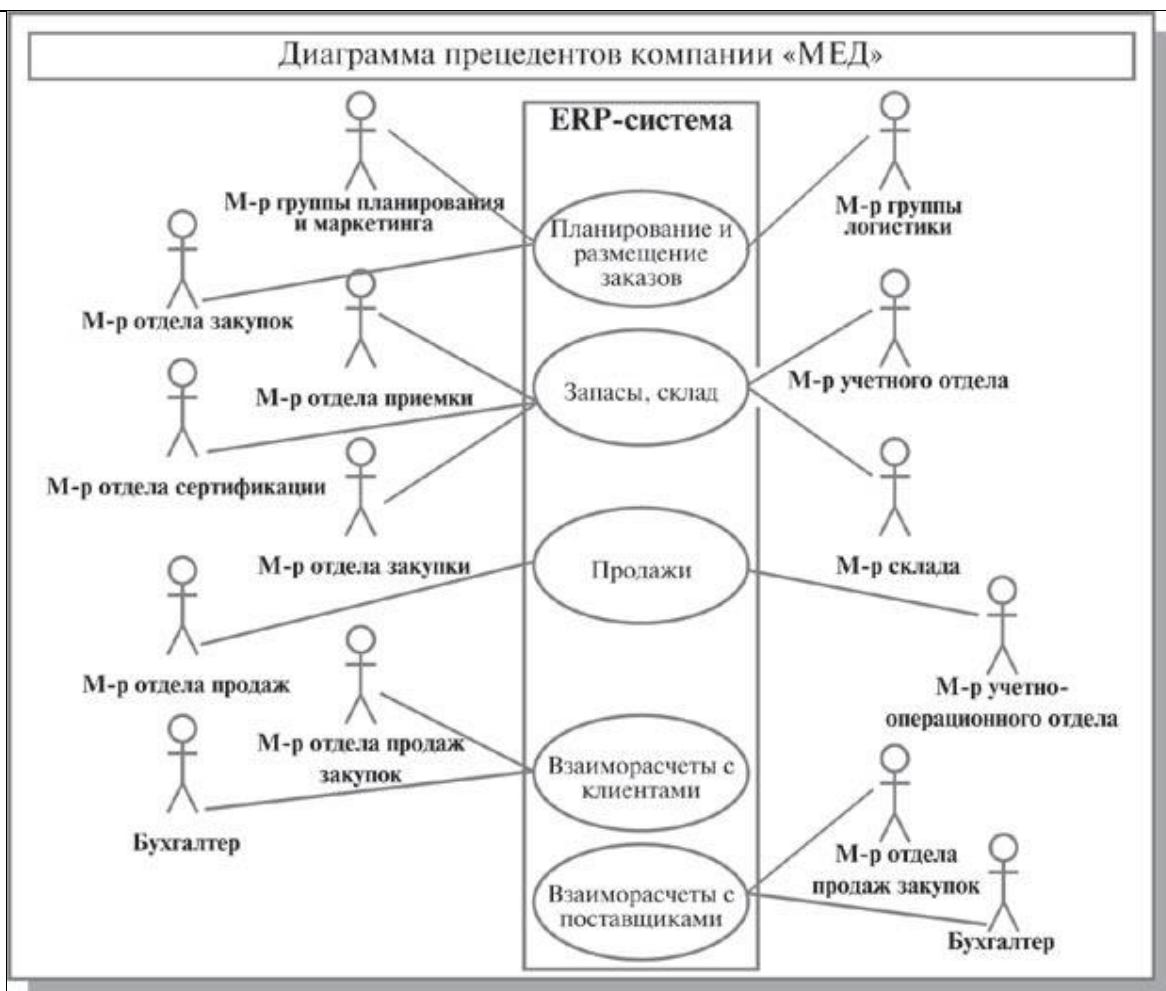 Диаграмма прецедентов компании «МЕД»
ERP-система
М-р группы планирования
и маркетинга
М-р группы
логистики
Планирование и
размещение
заказов
М-р отдела закупок
М-р отдела приемки
Запасы, склад
М-р учетного отдела
М-р отдела сертификации
М-р отдела закупки
Продажи
М-р склада
М-р отдела продаж
М-р учетно-
операционного отдела
М-р отдела продаж
закупок
Взаиморасчеты с
клиентами
Бухгалтер
М-р отдела
продаж закупок
Взаиморасчеты с
поставщиками
Бухгалтер